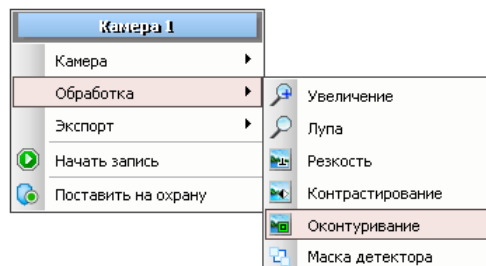 Камера 1
Камера
Обработка
Экспорт
Начать запись
Поставить на охрану
Увеличение
Лупа
Резкость
Контрастирование
Оконтуривание
Маска детектора